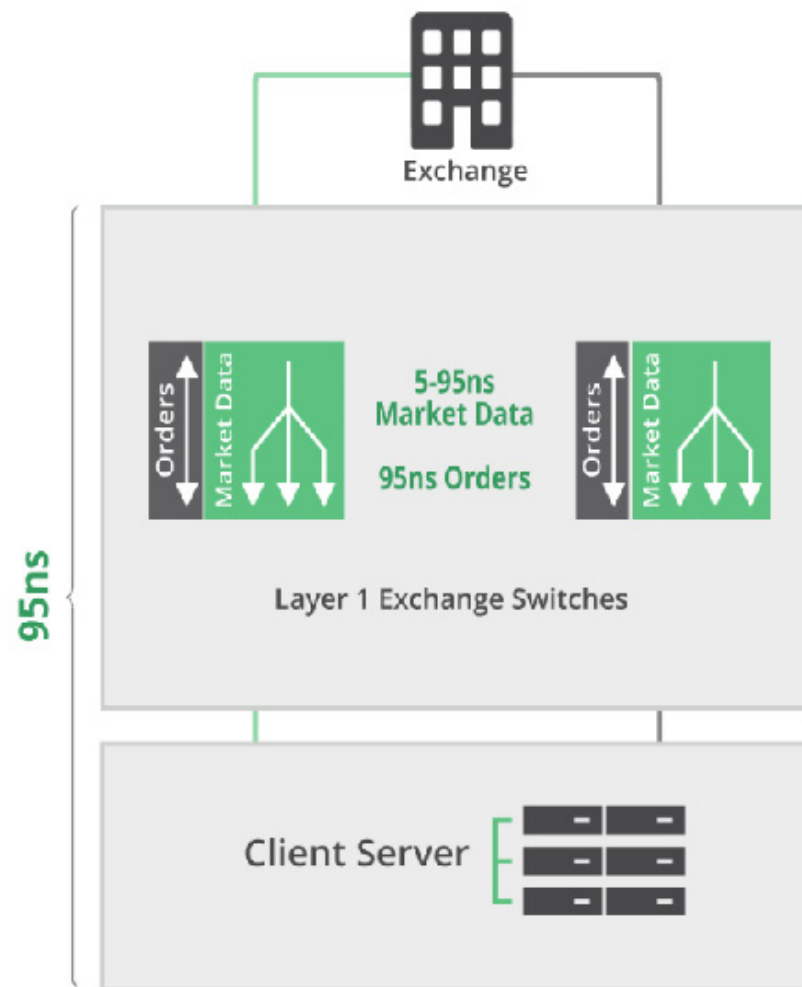 Exchange
Orders
Market Data
5-95ns
Market Data
95ns Orders
Orders
Market Data
Layer 1 Exchange Switches
95ns
Client Server